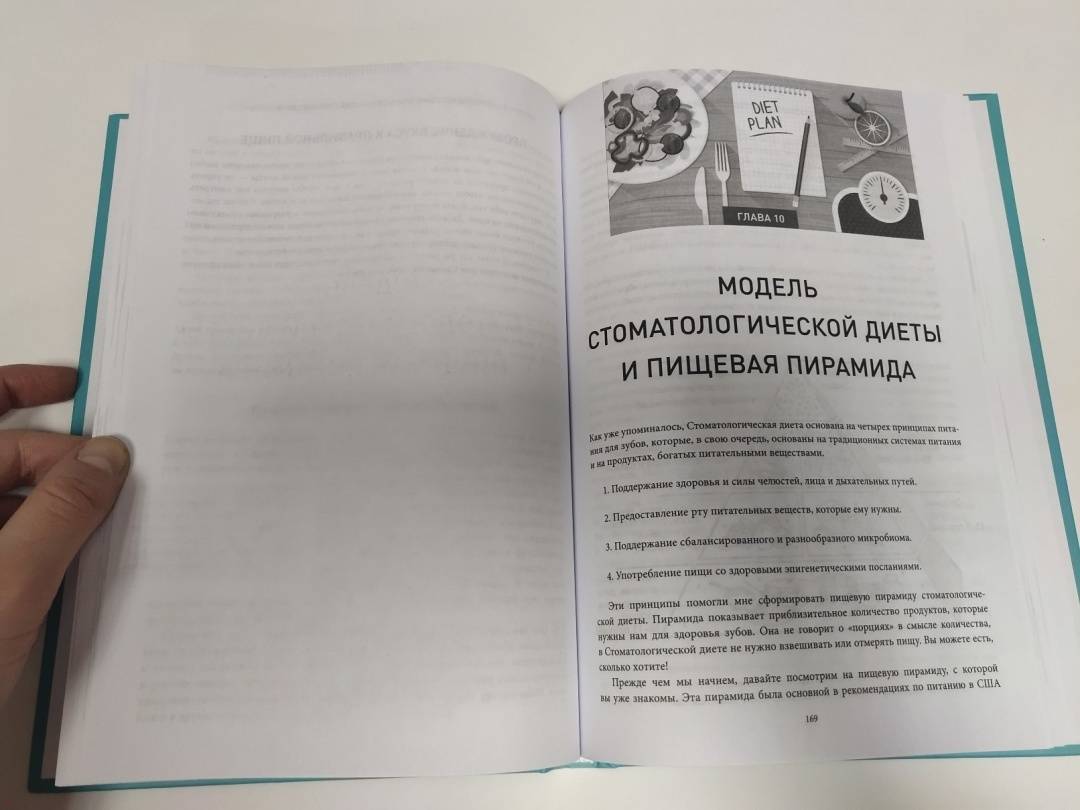 DIET
PLAN
ГЛАВА 10
МОДЕЛЬ
СТОМАТОЛОГИЧЕСКОЙ ДИЕТЫ
И ПИЩЕВАЯ ПИРАМИДА
Как уже упоминалось, Стоматологическая диета основана на четырех принципах пита-
ния для зубов, которые, в свою очередь, основаны на традиционных системах питания
и на продуктах, богатых питательными веществами.
1. Поддержание здоровья и силы челюстей, лица и дыхательных путей.
2. Предоставление рту питательных веществ, которые ему нужны.
3. Поддержание сбалансированного и разнообразного микробиома.
4. Употребление пищи со здоровыми эпигенетическими посланиями.
Эти принципы помогли мне сформировать пищевую пирамиду стоматологиче-
ской диеты. Пирамида показывает приблизительное количество продуктов, которые
нужны нам для здоровья зубов. Она не говорит о «порциях» в смысле количества,
в Стоматологической диете не нужно взвешивать или отмерять пищу. Вы можете есть,
сколько хотите!
Прежде чем мы начнем, давайте посмотрим на пищевую пирамиду, с которой
вы уже знакомы. Эта пирамида была основной в рекомендациях по питанию в США
169